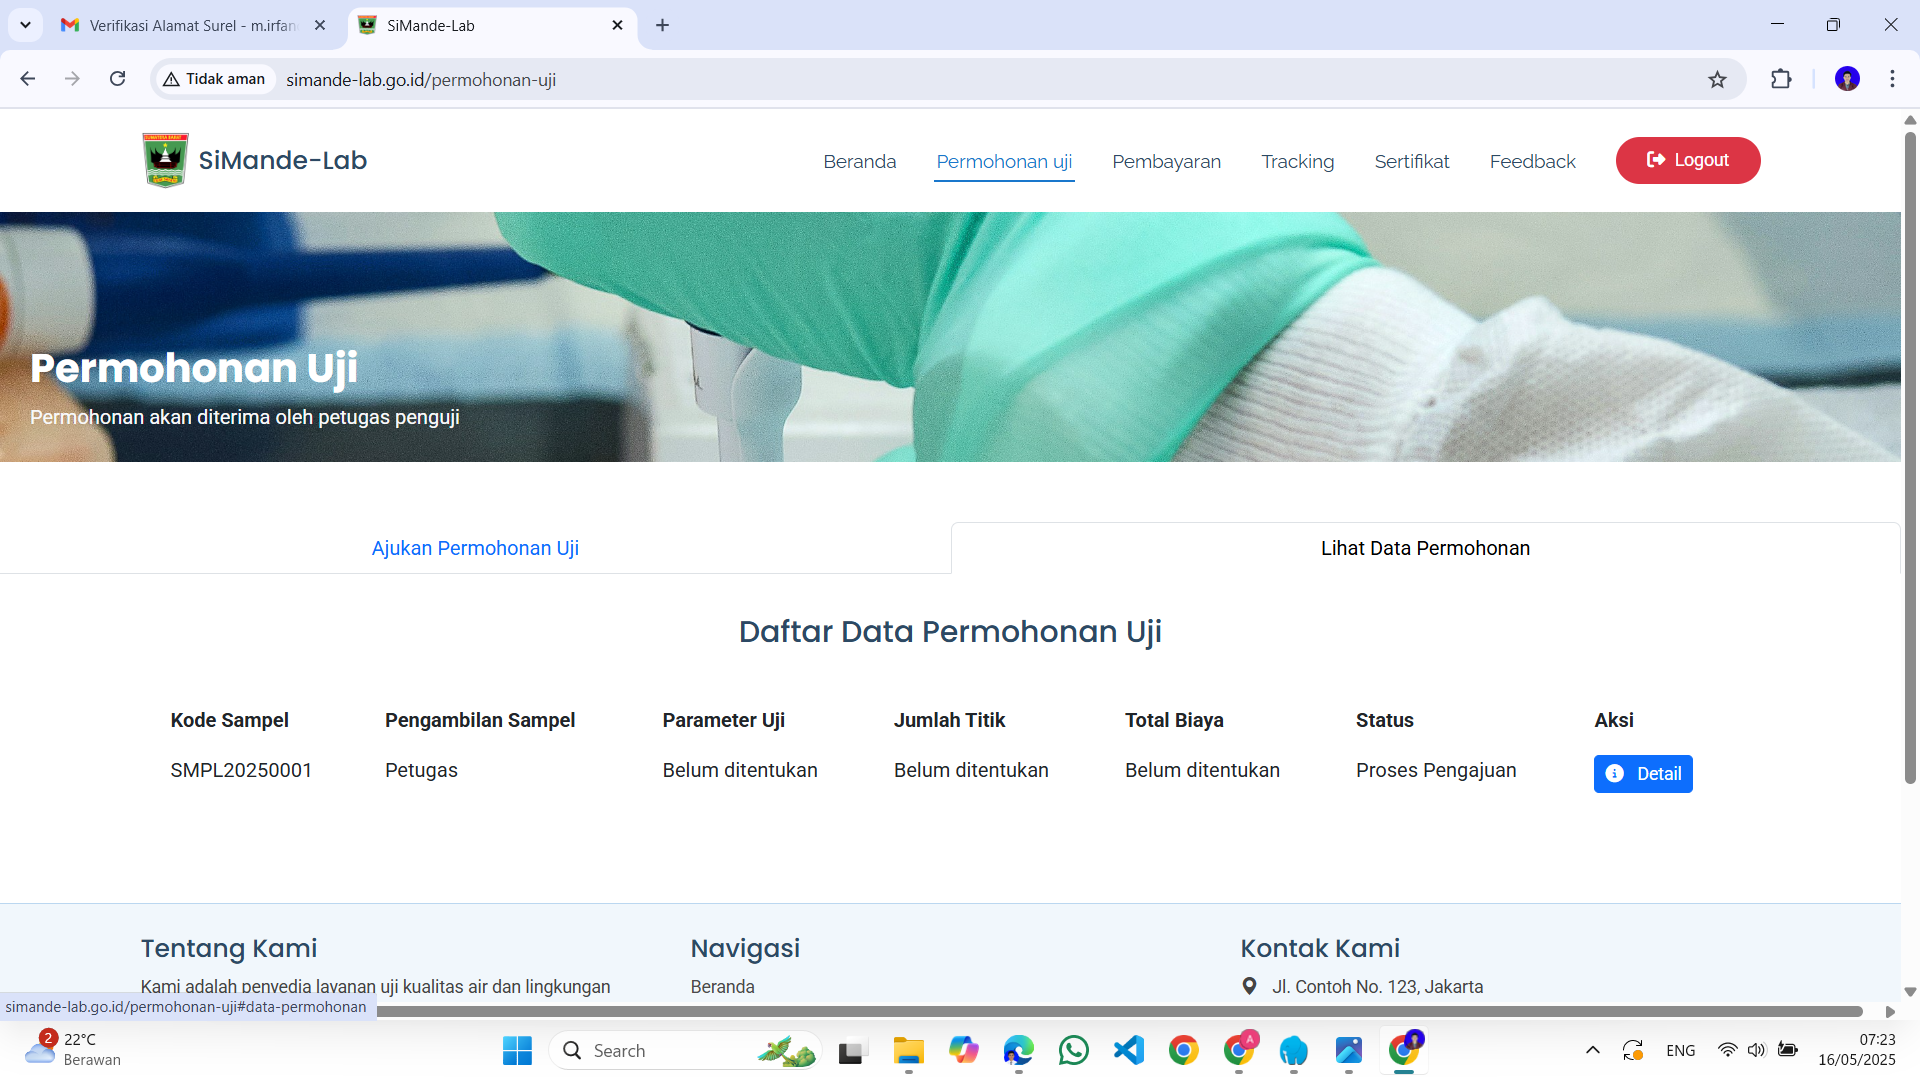 Verifikasi Alamat Surel - m.irfan
SiMande-Lab
Tidak aman
simande-lab.go.id/permohonan-uji
SUMATERA BARAT
SiMande-Lab
Beranda
Permohonan uji
Pembayaran
Tracking
Sertifikat
Feedback
Logout
Permohonan Uji
Permohonan akan diterima oleh petugas penguji
Ajukan Permohonan Uji
Lihat Data Permohonan
Daftar Data Permohonan Uji
Kode Sampel Pengambilan Sampel Parameter Uji Jumlah Titik Total Biaya Status Aksi
SMPL20250001 Petugas Belum ditentukan Belum ditentukan Belum ditentukan Proses Pengajuan Detail
Tentang Kami
Kami adalah penyedia layanan uji kualitas air dan lingkungan
Navigasi
Beranda
Kontak Kami
Jl. Contoh No. 123, Jakarta
simande-lab.go.id/permohonan-uji#data-permohonan
2
22°C
Berawan
Search
A
ENG
07:23
16/05/2025